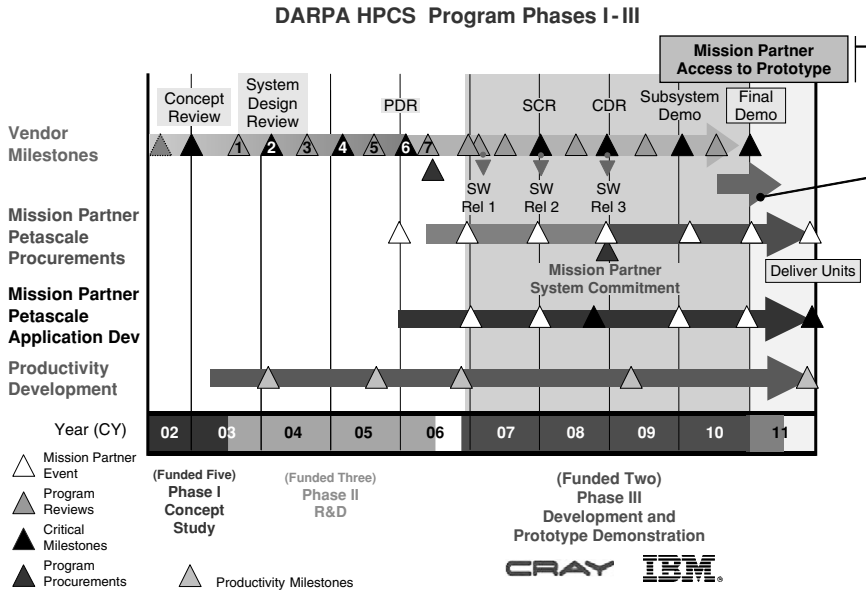 DARPA HPCS Program Phases I-III
Mission Partner
Access to Prototype
Concept
Review
System
Design
Review
PDR
SCR
CDR
Subsystem
Demo
Final
Demo
Vendor
Milestones
1
2
3
4
5
6
7
SW
Rel 1
SW
Rel 2
SW
Rel 3
Mission Partner
Petascale
Procurements
Mission Partner
System Commitment
Deliver Units
Mission Partner
Petascale
Application Dev
Productivity
Development
Year (CY)
02
03
04
05
06
07
08
09
10
11
Mission Partner
Event
Program
Reviews
Critical
Milestones
Program
Procurements
Productivity Milestones
(Funded Five)
Phase I
Concept
Study
(Funded Three)
Phase II
R&D
(Funded Two)
Phase III
Development and
Prototype Demonstration
CRAY
IBM®